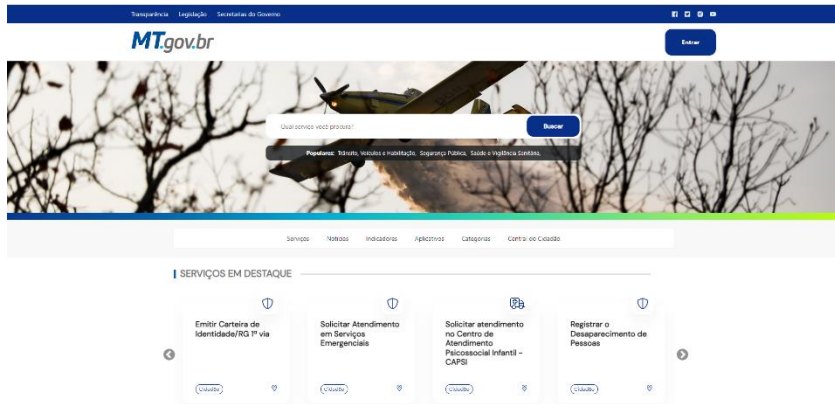 Transparência Legislação Secretarias do Governo
MT.gov.br
Entrar
Qual serviço você procura?
Buscar
Populares: Trânsito, Veículos e Habilitação, Segurança Pública, Saúde e Vigilância Sanitária,
Serviços Notícias Indicadores Aplicativos Categorias Central do Cidadão
SERVIÇOS EM DESTAQUE
Emitir Carteira de
Identidade/RG 1ª via
Cidadão
Solicitar Atendimento
em Serviços
Emergenciais
Cidadão
Solicitar atendimento
no Centro de
Atendimento
Psicossocial Infantil -
CAPSI
Cidadão
Registrar o
Desaparecimento de
Pessoas
Cidadão